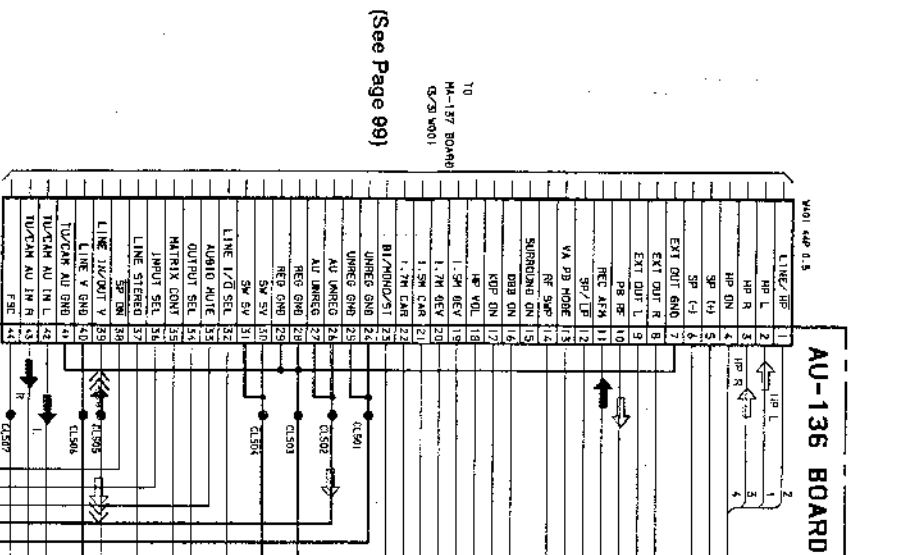 (See Page 99)
TO
MA-137 BOARD
W001
AU-136 BOARD
1 LINE/HP
2 HP L
3 HP R
4 HP ON
5 SP (+)
6 SP (-)
7 EXT OUT GND
8 EXT OUT R
9 EXT OUT L
10 PB RF
11 REC AFM
12 SP/LP
13 VA PB MODE
14 RF SWP
15 SURROUND ON
16 DBB ON
17 KDP ON
18 HP VOL
19 1.5M DEV
20 1.7M DEV
21 1.5M CAR
22 1.7M CAR
23 BI/MONO/ST
24 UNREG GND
25 UNREG GND
26 AU UNREG
27 AU UNREG
28 REG GND
29 REG GND
30 SW 5V
31 SW 5V
32 LINE I/O SEL
33 AUDIO MUTE
34 OUTPUT SEL
35 MATRIX CONT
36 INPUT SEL
37 LINE STEREO
38 SP ON
39 LINE IN/OUT V
40 LINE V GND
41 TU/CAM AU GND
42 TU/CAM AU IN L
43 TU/CAM AU IN R
44 FSC
HP L
HP R
2
1
3
4
CL501
CL502
CL503
CL504
CL505
CL506
CL507
L
R